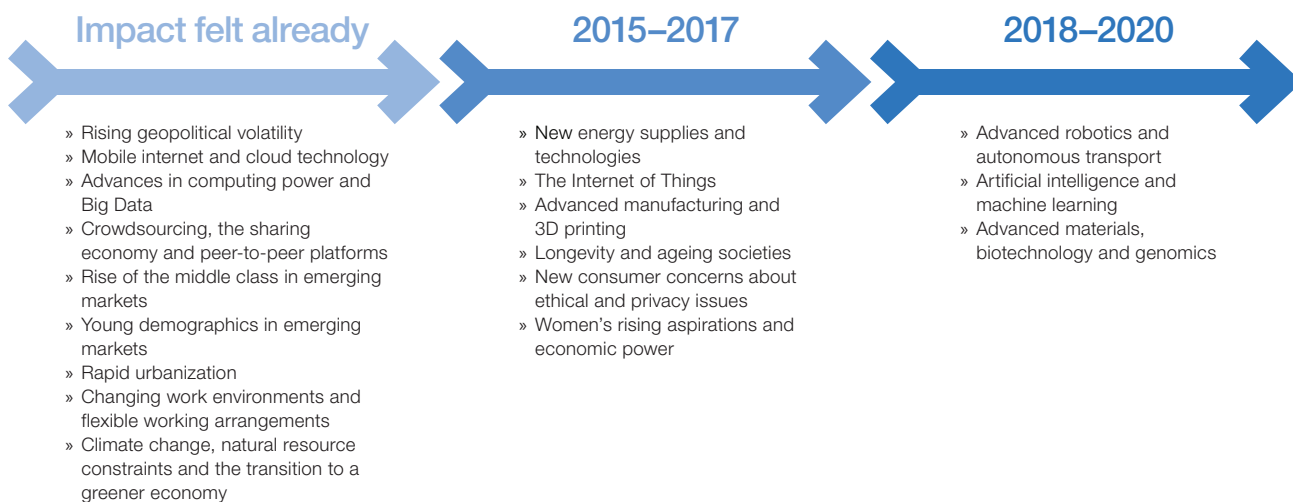 Impact felt already
» Rising geopolitical volatility
» Mobile internet and cloud technology
» Advances in computing power and
Big Data
» Crowdsourcing, the sharing
economy and peer-to-peer platforms
» Rise of the middle class in emerging
markets
» Young demographics in emerging
markets
» Rapid urbanization
» Changing work environments and
flexible working arrangements
» Climate change, natural resource
constraints and the transition to a
greener economy
2015–2017
» New energy supplies and
technologies
» The Internet of Things
» Advanced manufacturing and
3D printing
» Longevity and ageing societies
» New consumer concerns about
ethical and privacy issues
» Women’s rising aspirations and
economic power
2018–2020
» Advanced robotics and
autonomous transport
» Artificial intelligence and
machine learning
» Advanced materials,
biotechnology and genomics